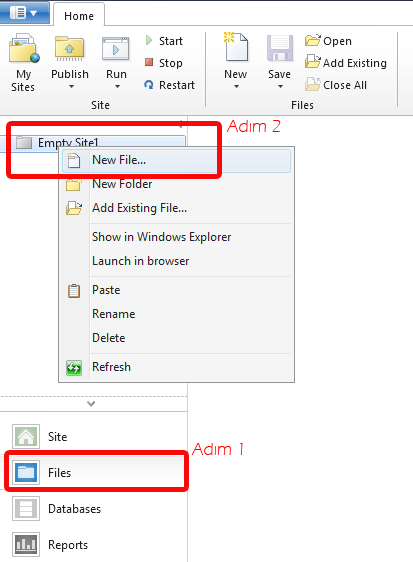 Home
My Sites
Publish
Run
Start
Stop
Restart
Site
New
Save
Open
Add Existing
Close All
Files
Adım 2
Empty Site1
New File...
New Folder
Add Existing File...
Show in Windows Explorer
Launch in browser
Paste
Rename
Delete
Refresh
Site
Adım 1
Files
Databases
Reports